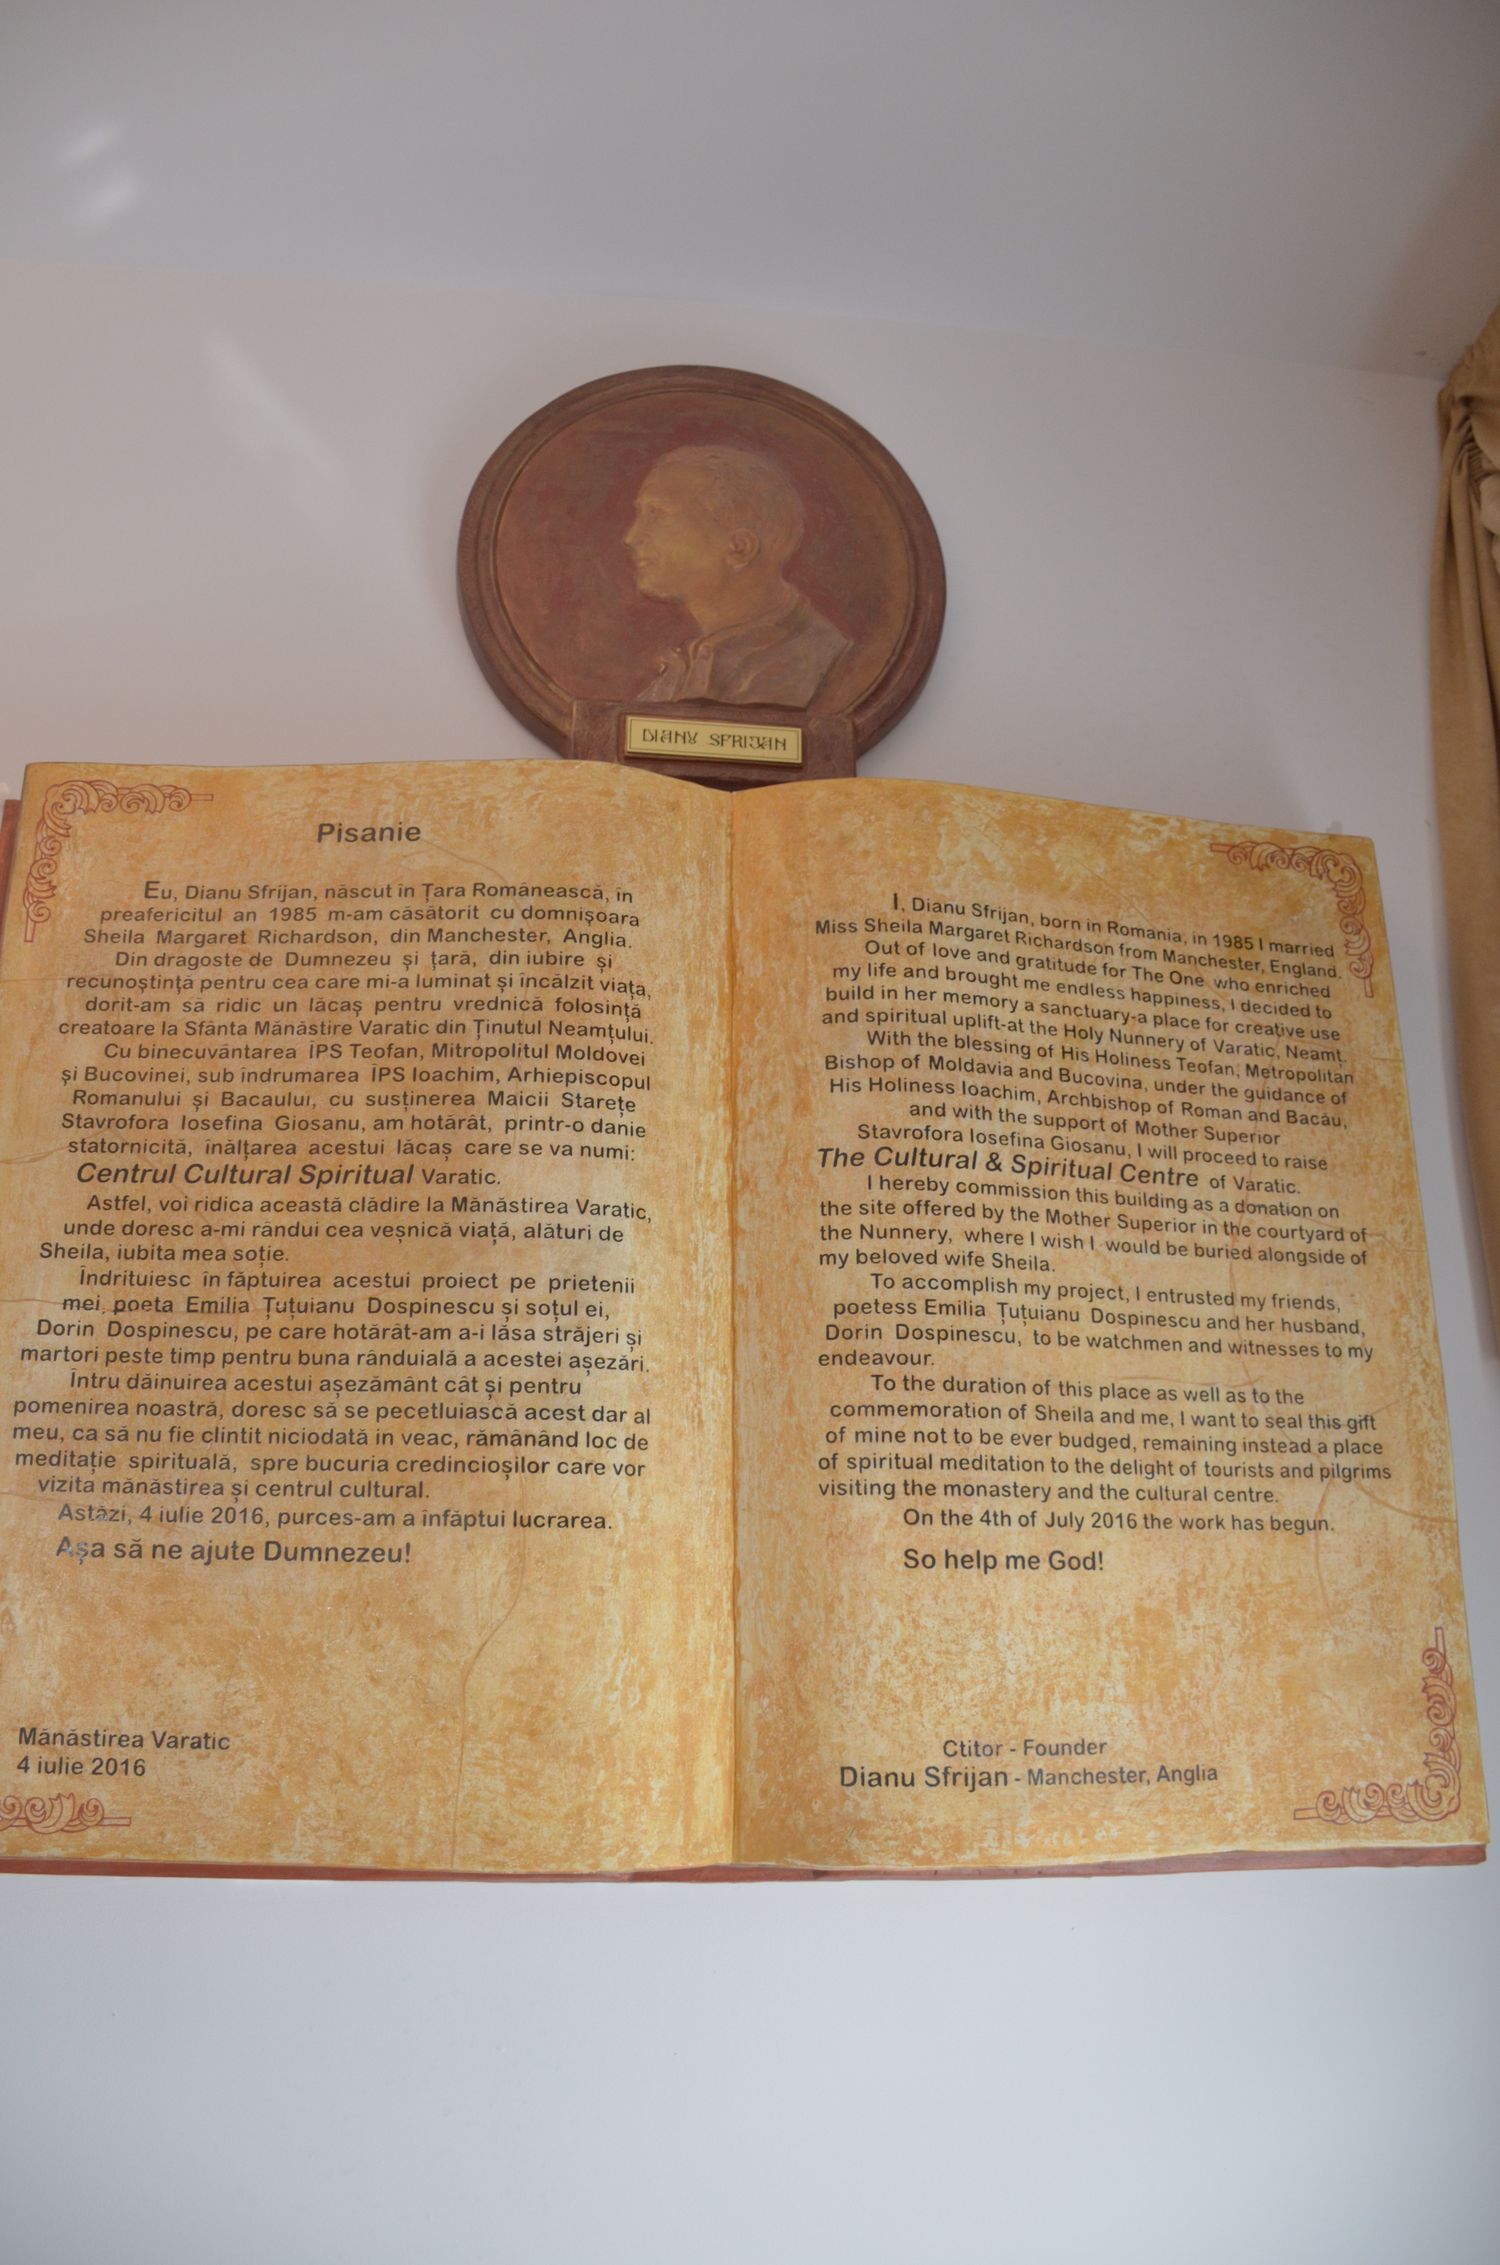 DIANU SFRIJAN
Pisanie
Eu, Dianu Sfrijan, născut în Țara Românească, în
preafericitul an 1985 m-am căsătorit cu domnișoara
Sheila Margaret Richardson, din Manchester, Anglia.
Din dragoste de Dumnezeu și țară, din iubire și
recunoștință pentru cea care mi-a luminat și încălzit viața,
dorit-am să ridic un lăcaș pentru vrednică folosință
creatoare la Sfânta Mănăstire Varatic din Ținutul Neamțului.
Cu binecuvântarea ÎPS Teofan, Mitropolitul Moldovei
și Bucovinei, sub îndrumarea ÎPS Ioachim, Arhiepiscopul
Romanului și Bacaului, cu susținerea Maicii Starețe
Stavrofora Iosefina Giosanu, am hotărât, printr-o danie
statornicită, înălțarea acestui lăcaș care se va numi:
Centrul Cultural Spiritual Varatic.
Astfel, voi ridica această clădire la Mănăstirea Varatic,
unde doresc a-mi rândui cea veșnică viață, alături de
Sheila, iubita mea soție.
Îndrituiesc în făptuirea acestui proiect pe prietenii
mei, poeta Emilia Țuțuianu Dospinescu și soțul ei,
Dorin Dospinescu, pe care hotărât-am a-i lăsa străjeri și
martori peste timp pentru buna rânduială a acestei așezări.
Întru dăinuirea acestui așezământ cât și pentru
pomenirea noastră, doresc să se pecetluiască acest dar al
meu, ca să nu fie clintit niciodată in veac, rămânând loc de
meditație spirituală, spre bucuria credincioșilor care vor
vizita mănăstirea și centrul cultural.
Astăzi, 4 iulie 2016, purces-am a înfăptui lucrarea.
Așa să ne ajute Dumnezeu!
Mănăstirea Varatic
4 iulie 2016
I, Dianu Sfrijan, born in Romania, in 1985 I married
Miss Sheila Margaret Richardson from Manchester, England.
Out of love and gratitude for The One who enriched
my life and brought me endless happiness, I decided to
build in her memory a sanctuary-a place for creative use
and spiritual uplift-at the Holy Nunnery of Varatic, Neamț.
With the blessing of His Holiness Teofan, Metropolitan
Bishop of Moldavia and Bucovina, under the guidance of
His Holiness Ioachim, Archbishop of Roman and Bacău,
and with the support of Mother Superior
Stavrofora Iosefina Giosanu, I will proceed to raise
The Cultural & Spiritual Centre of Varatic.
I hereby commission this building as a donation on
the site offered by the Mother Superior in the courtyard of
the Nunnery, where I wish I would be buried alongside of
my beloved wife Sheila.
To accomplish my project, I entrusted my friends,
poetess Emilia Țuțuianu Dospinescu and her husband,
Dorin Dospinescu, to be watchmen and witnesses to my
endeavour.
To the duration of this place as well as to the
commemoration of Sheila and me, I want to seal this gift
of mine not to be ever budged, remaining instead a place
of spiritual meditation to the delight of tourists and pilgrims
visiting the monastery and the cultural centre.
On the 4th of July 2016 the work has begun.
So help me God!
Ctitor - Founder
Dianu Sfrijan - Manchester, Anglia